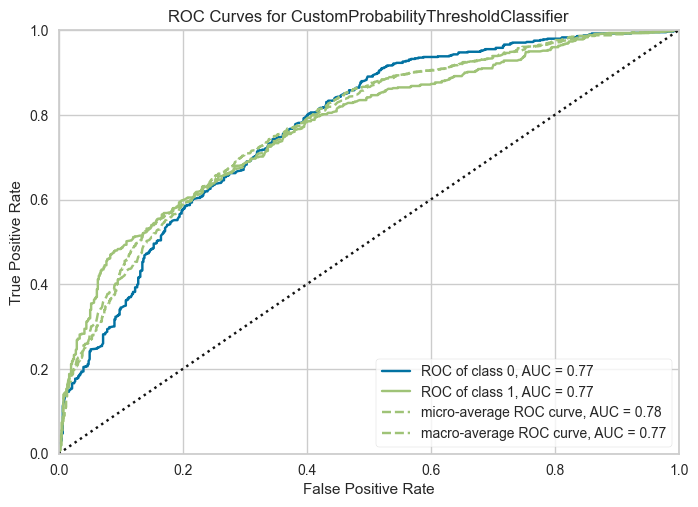 ROC Curves for CustomProbabilityThresholdClassifier
1.0
0.8
0.6
0.4
0.2
0.0
True Positive Rate
ROC of class 0, AUC = 0.77
ROC of class 1, AUC = 0.77
micro-average ROC curve, AUC = 0.78
macro-average ROC curve, AUC = 0.77
0.0 0.2 0.4 0.6 0.8 1.0
False Positive Rate